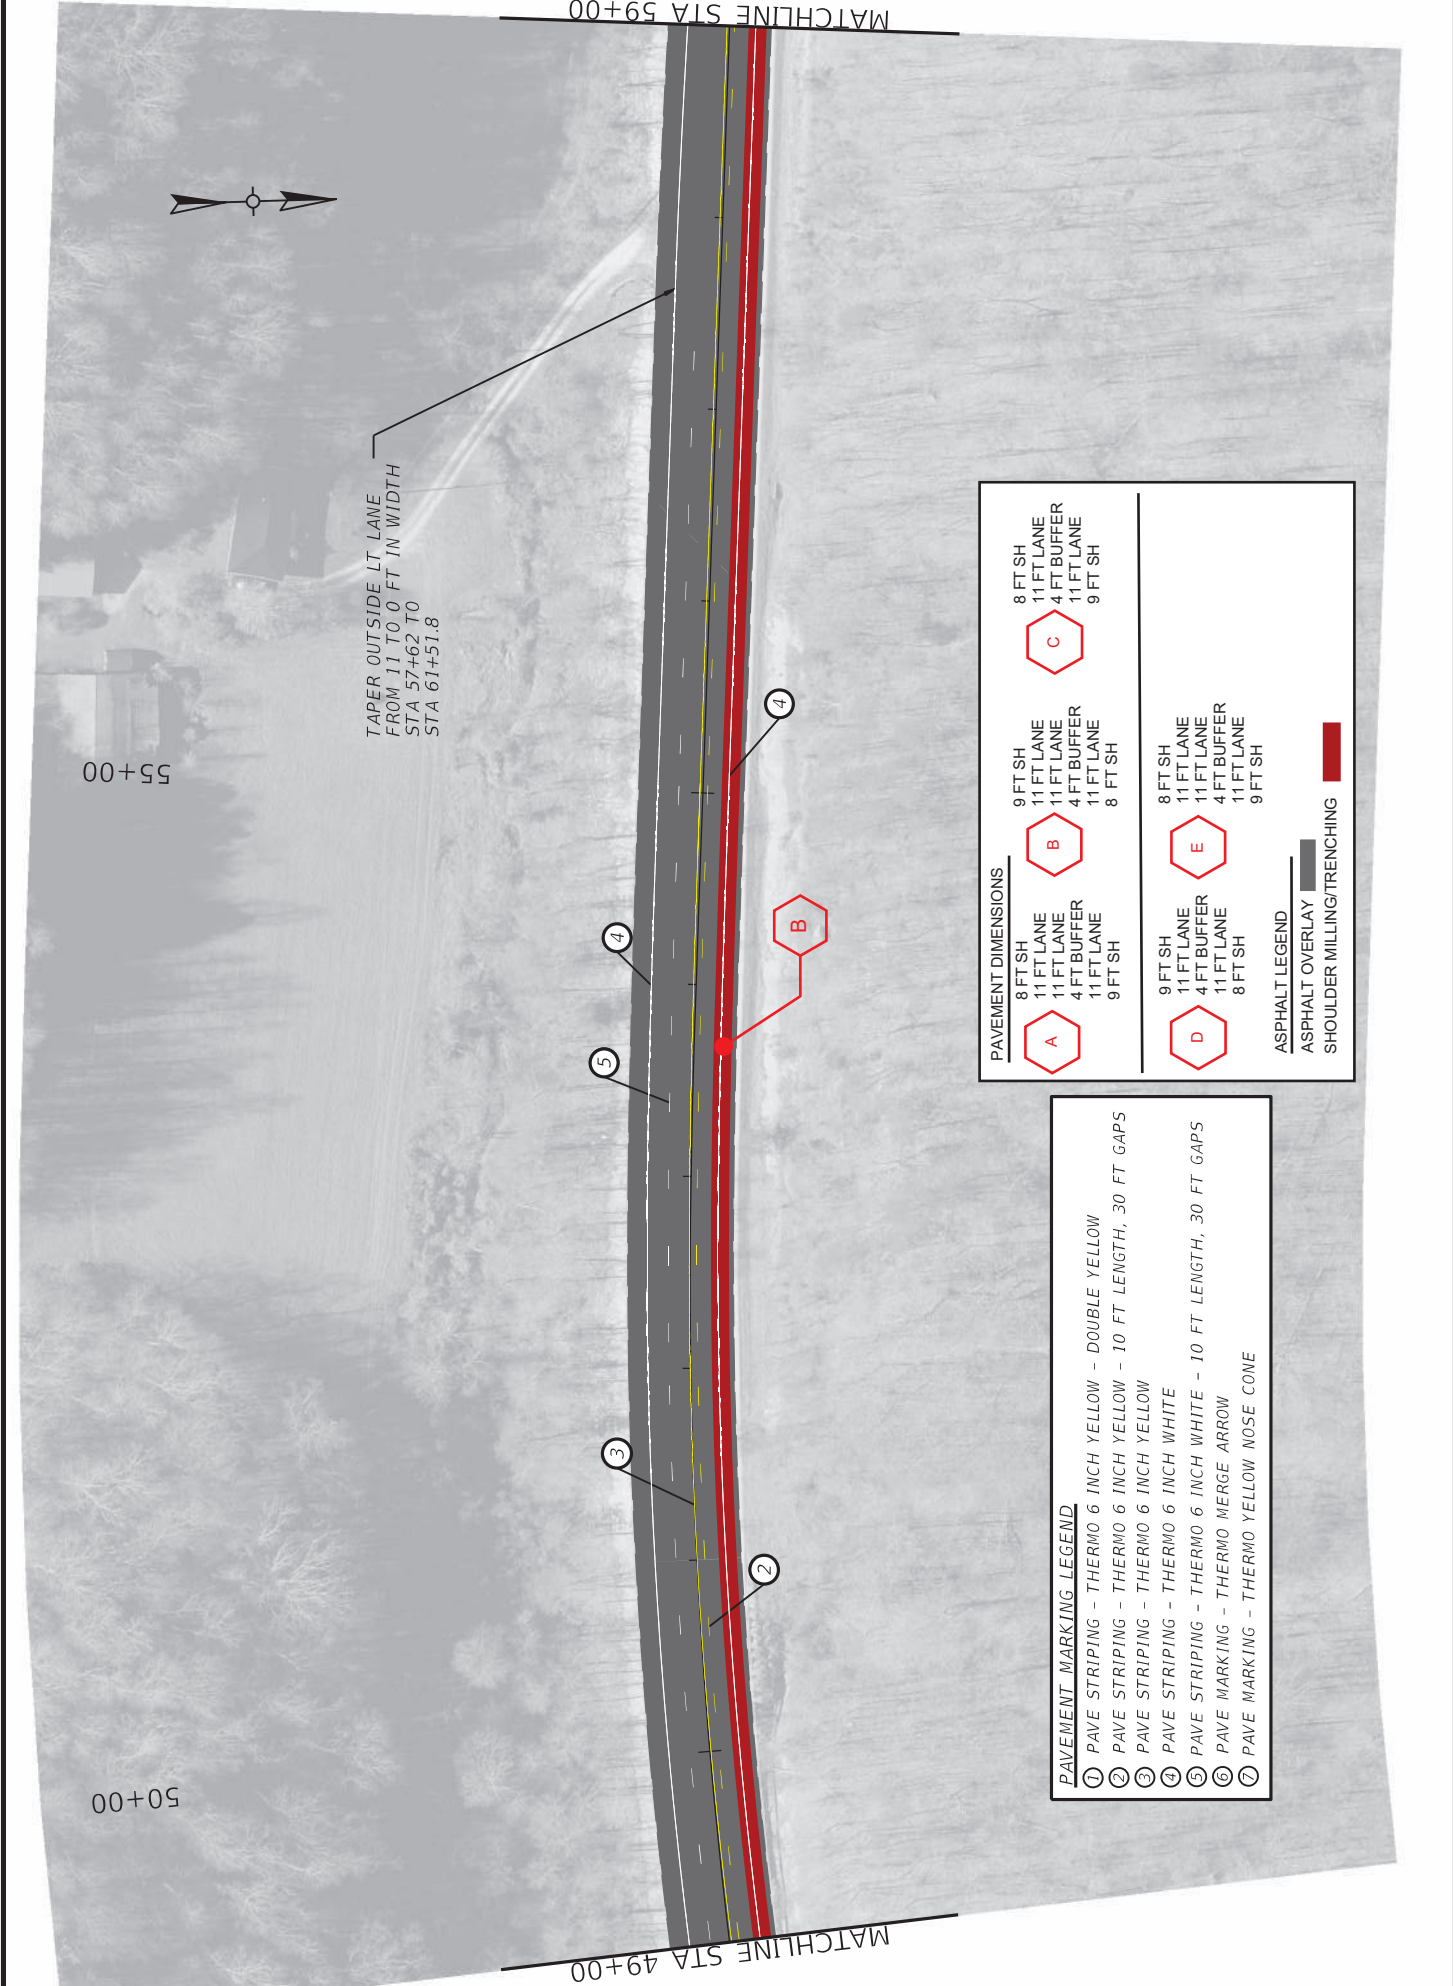 MATCHLINE STA 59+00
TAPER OUTSIDE LT LANE
FROM 11 TO 0 FT IN WIDTH
STA 57+62 TO
STA 61+51.8
55+00
50+00
4
5
3
4
B
2
PAVEMENT DIMENSIONS
A
8 FT SH
11 FT LANE
11 FT LANE
4 FT BUFFER
11 FT LANE
9 FT SH
B
9 FT SH
11 FT LANE
11 FT LANE
4 FT BUFFER
11 FT LANE
8 FT SH
C
8 FT SH
11 FT LANE
4 FT BUFFER
11 FT LANE
9 FT SH
D
9 FT SH
11 FT LANE
4 FT BUFFER
11 FT LANE
8 FT SH
E
8 FT SH
11 FT LANE
11 FT LANE
4 FT BUFFER
11 FT LANE
9 FT SH
ASPHALT LEGEND
ASPHALT OVERLAY
SHOULDER MILLING/TRENCHING
PAVEMENT MARKING LEGEND
1 PAVE STRIPING - THERMO 6 INCH YELLOW - DOUBLE YELLOW
2 PAVE STRIPING - THERMO 6 INCH YELLOW - 10 FT LENGTH, 30 FT GAPS
3 PAVE STRIPING - THERMO 6 INCH YELLOW
4 PAVE STRIPING - THERMO 6 INCH WHITE
5 PAVE STRIPING - THERMO 6 INCH WHITE - 10 FT LENGTH, 30 FT GAPS
6 PAVE MARKING - THERMO MERGE ARROW
7 PAVE MARKING - THERMO YELLOW NOSE CONE
MATCHLINE STA 49+00